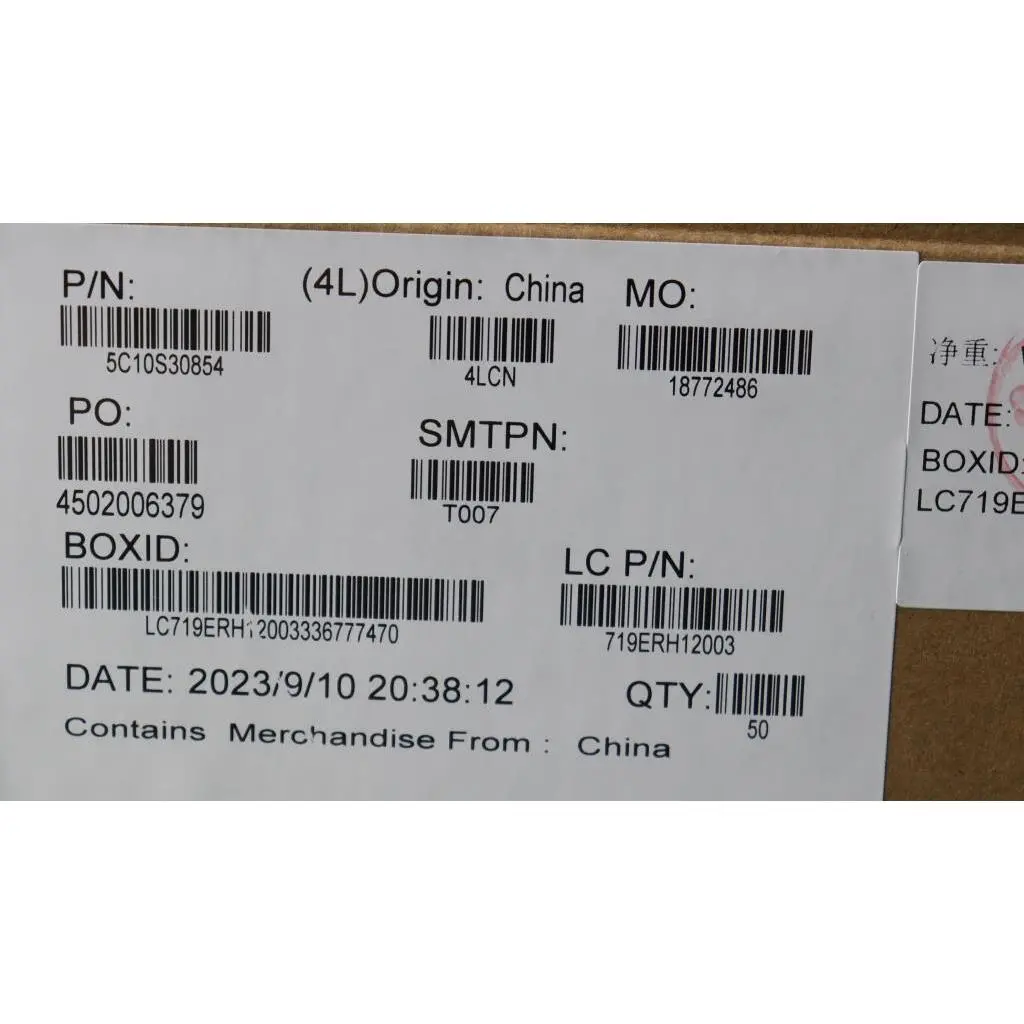 P/N: (4L)Origin: China MO:
5C10S30854 4LCN 18772486
PO: SMTPN:
4502006379 T007
BOXID: LC P/N:
LC719ERH12003336777470 719ERH12003
DATE: 2023/9/10 20:38:12 QTY:
50
Contains Merchandise From : China
净重:
DATE:
BOXID:
LC719E